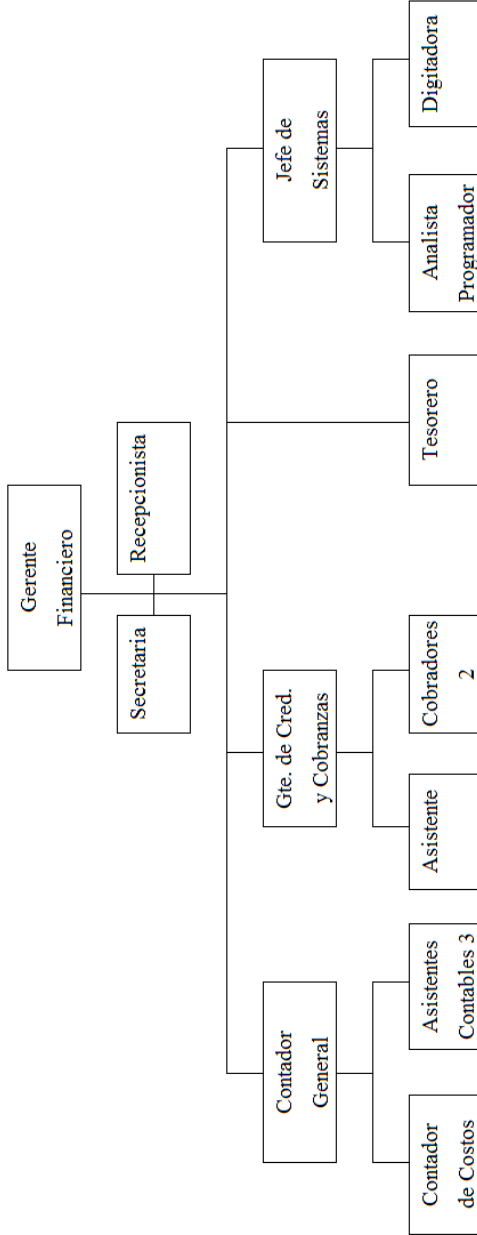 Gerente
Financiero
Secretaria
Recepcionista
Contador
General
Gte. de Cred.
y Cobranzas
Jefe de
Sistemas
Contador
de Costos
Asistentes
Contables 3
Asistente
Cobradores
2
Tesorero
Analista
Programador
Digitadora